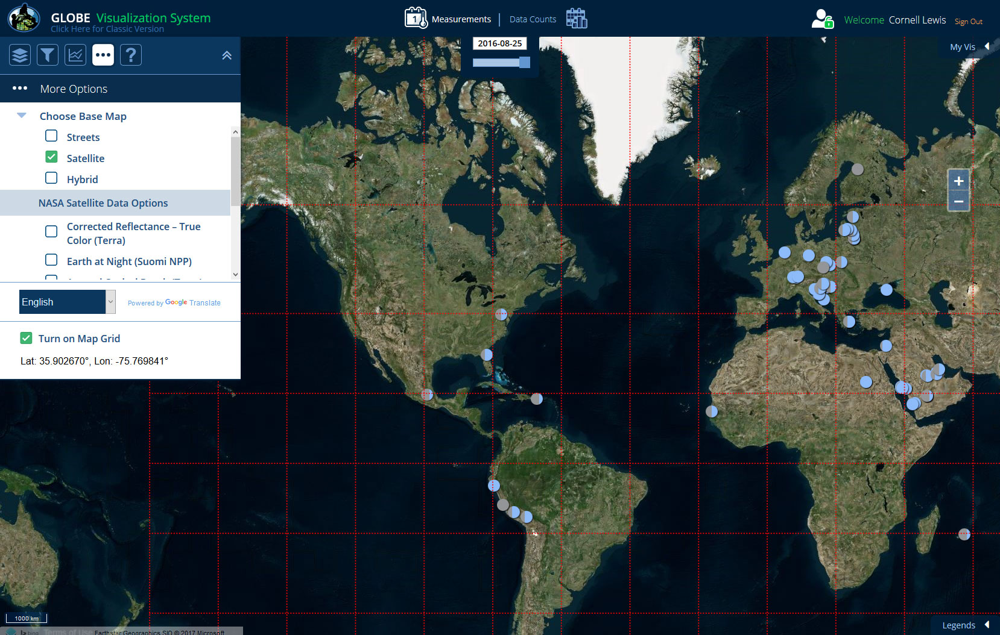 GLOBE Visualization System
Click Here for Classic Version
1
Measurements
Data Counts
Welcome Cornell Lewis Sign Out
2016-08-25
My Vis
?
More Options
Choose Base Map
Streets
Satellite
Hybrid
NASA Satellite Data Options
Corrected Reflectance – True
Color (Terra)
Earth at Night (Suomi NPP)
English
Powered by Google Translate
Turn on Map Grid
Lat: 35.902670°, Lon: -75.769841°
+
−
1000 km
bing Terms of Use Earthstar Geographics SIO © 2017 Microsoft
Legends